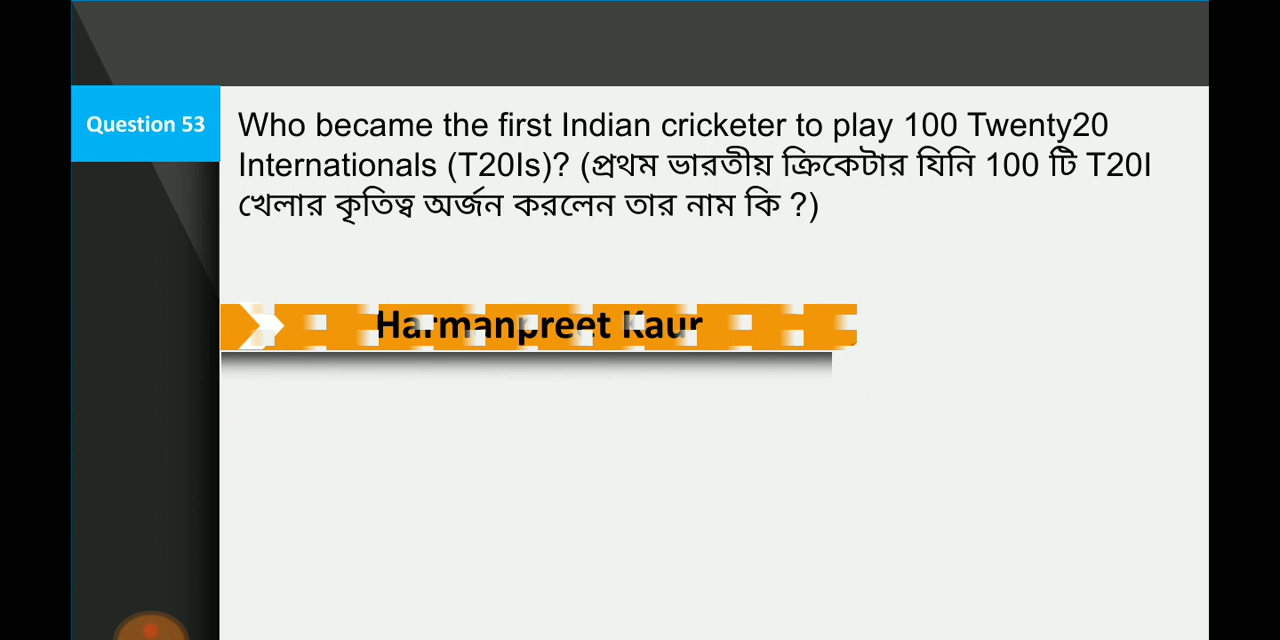 Question 53
Who became the first Indian cricketer to play 100 Twenty20
Internationals (T20Is)? (প্রথম ভারতীয় ক্রিকেটার যিনি 100 টি T20I
খেলার কৃতিত্ব অর্জন করলেন তার নাম কি ?)
Harmanpreet Kaur